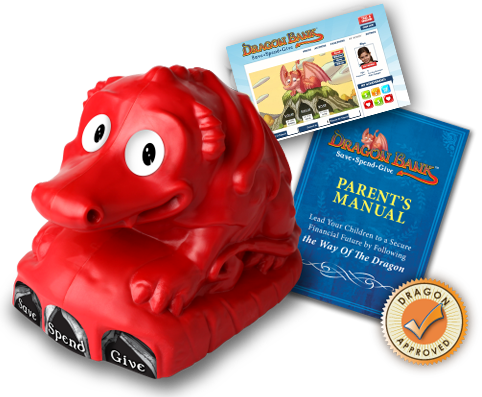 DRAGON BANK
Save•Spend•Give
DRAGON BANK™
Save•Spend•Give
PARENT'S
MANUAL
Lead Your Children to a Secure
Financial Future by Following
the Way Of The Dragon
Save
Spend
Give
DRAGON
APPROVED